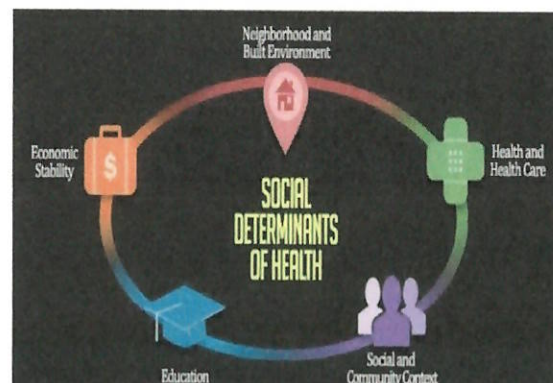 Neighborhood and
Built Environment
Economic
Stability
$
Health and
Health Care
SOCIAL
DETERMINANTS
OF HEALTH
Education
Social and
Community Context